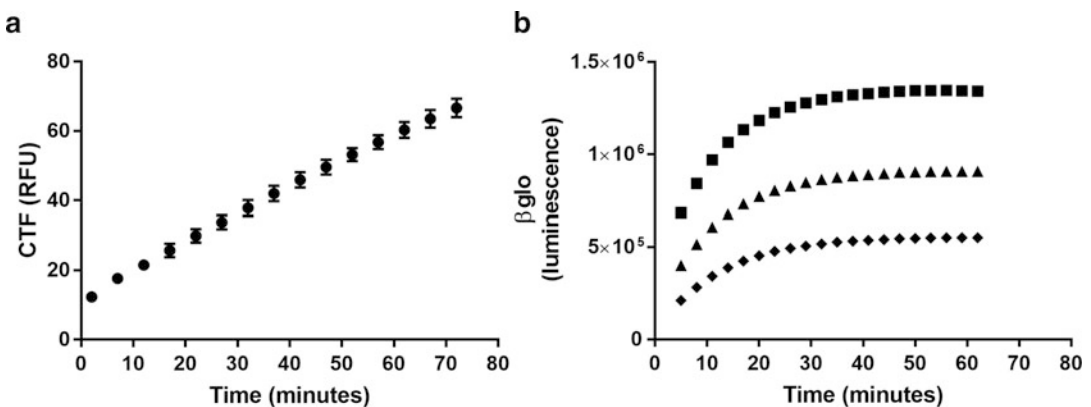 a
80
60
40
20
0
CTF (RFU)
0 10 20 30 40 50 60 70 80
Time (minutes)
b
1.5×10⁶
1×10⁶
5×10⁵
0
βglo
(luminescence)
0 10 20 30 40 50 60 70 80
Time (minutes)